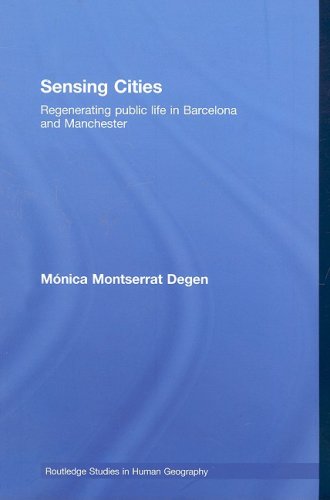 Sensing Cities
Regenerating public life in Barcelona
and Manchester
Mónica Montserrat Degen
Routledge Studies in Human Geography